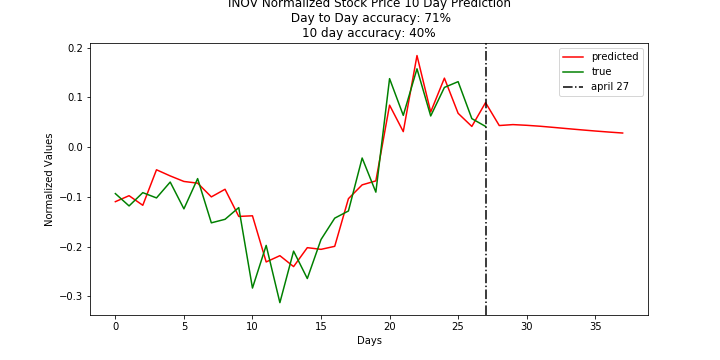 INOV Normalized Stock Price 10 Day Prediction
Day to Day accuracy: 71%
10 day accuracy: 40%
predicted
true
april 27
Normalized Values
0.2
0.1
0.0
−0.1
−0.2
−0.3
0 5 10 15 20 25 30 35
Days